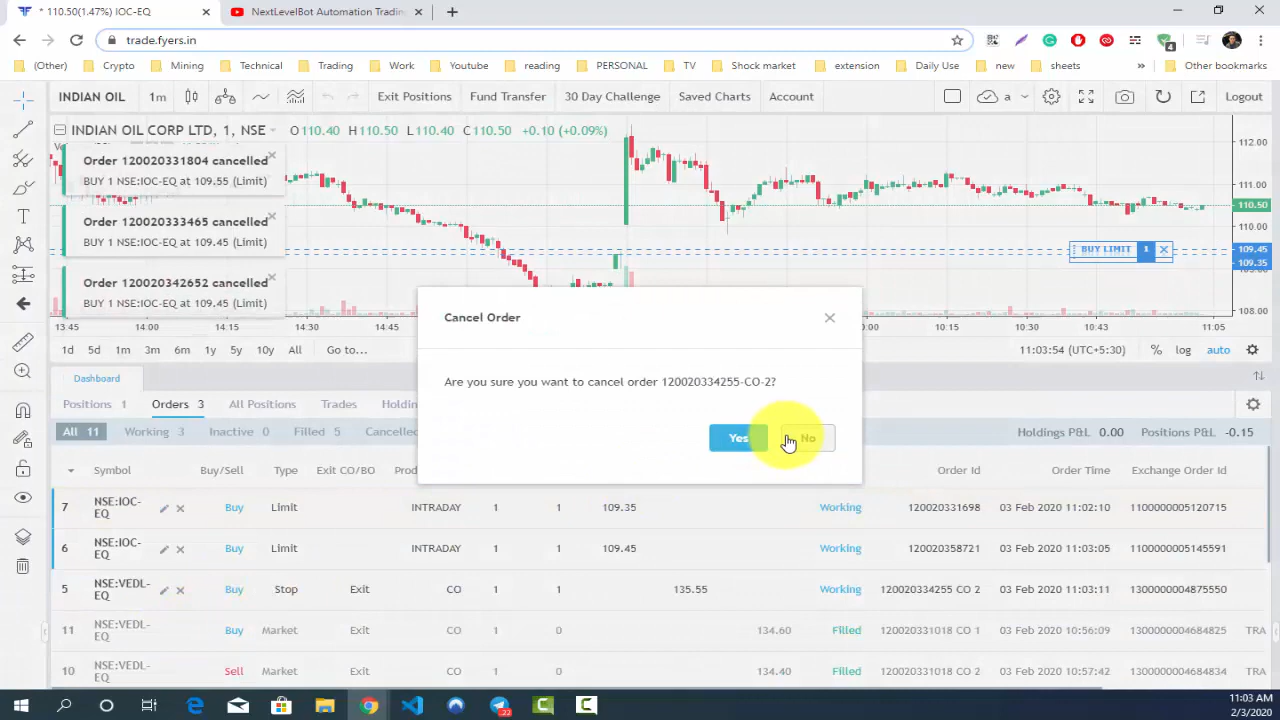 * 110.50(1.47%) IOC-EQ
NextLevelBot Automation Trading
trade.fyers.in
(Other) Crypto Mining Technical Trading Work Youtube reading PERSONAL TV Shock market extension Daily Use new sheets » Other bookmarks
INDIAN OIL 1m Exit Positions Fund Transfer 30 Day Challenge Saved Charts Account a Logout
INDIAN OIL CORP LTD, 1, NSE O110.40 H110.50 L110.40 C110.50 +0.10 (+0.09%)
Order 120020331804 cancelled
BUY 1 NSE:IOC-EQ at 109.55 (Limit)
Order 120020333465 cancelled
BUY 1 NSE:IOC-EQ at 109.45 (Limit)
Order 120020342652 cancelled
BUY 1 NSE:IOC-EQ at 109.45 (Limit)
112.00
111.00
110.50
110.00
BUY LIMIT 1 109.45
109.35
108.00
13:45 14:00 14:15 14:30 14:45 10:15 10:30 10:43 11:05
1d 5d 1m 3m 6m 1y 5y 10y All Go to... 11:03:54 (UTC+5:30) % log auto
Cancel Order
Are you sure you want to cancel order 120020334255-CO-2?
Yes No
Dashboard
Positions 1 Orders 3 All Positions Trades Holdin
All 11 Working 3 Inactive 0 Filled 5 Cancelled Holdings P&L 0.00 Positions P&L -0.15
Symbol Buy/Sell Type Exit CO/BO Prod Order Id Order Time Exchange Order Id
7 NSE:IOC-EQ Buy Limit INTRADAY 1 1 109.35 Working 120020331698 03 Feb 2020 11:02:10 1100000005120715
6 NSE:IOC-EQ Buy Limit INTRADAY 1 1 109.45 Working 120020358721 03 Feb 2020 11:03:05 1100000005145591
5 NSE:VEDL-EQ Buy Stop Exit CO 1 1 135.55 Working 120020334255 CO 2 03 Feb 2020 11:03:11 1300000004875550
11 NSE:VEDL-EQ Buy Market Exit CO 1 0 134.60 Filled 120020331018 CO 1 03 Feb 2020 10:56:09 1300000004684825 TRA
10 NSE:VEDL-EQ Sell Market Exit CO 1 0 134.40 Filled 120020331018 CO 2 03 Feb 2020 10:57:42 1300000004684834 TRA
11:03 AM
2/3/2020